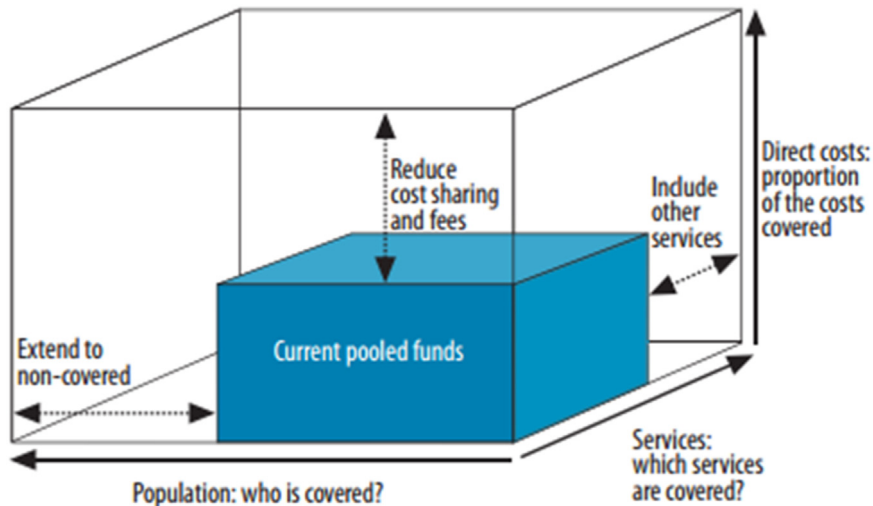 Reduce
cost sharing
and fees
Include
other
services
Direct costs:
proportion
of the costs
covered
Extend to
non-covered
Current pooled funds
Population: who is covered?
Services:
which services
are covered?